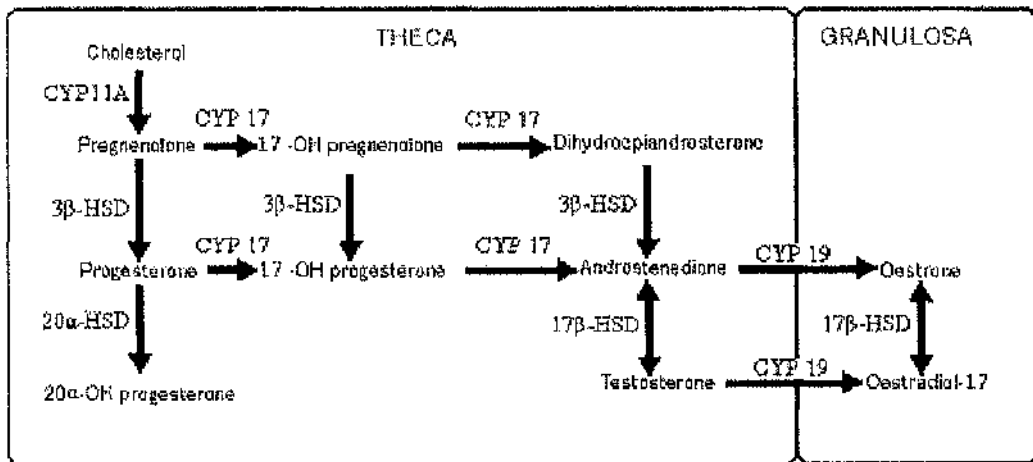 THECA
GRANULOSA
Cholesterol
CYP11A
CYP 17
CYP 17
Pregnenolone
17 -OH pregnenolone
Dihydroepiandrosterone
3β-HSD
3β-HSD
3β-HSD
CYP 17
CYP 17
CYP 19
Progesterone
17 -OH progesterone
Androstenedione
Oestrone
20α-HSD
17β-HSD
17β-HSD
CYP 19
20α-OH progesterone
Testosterone
Oestradiol-17